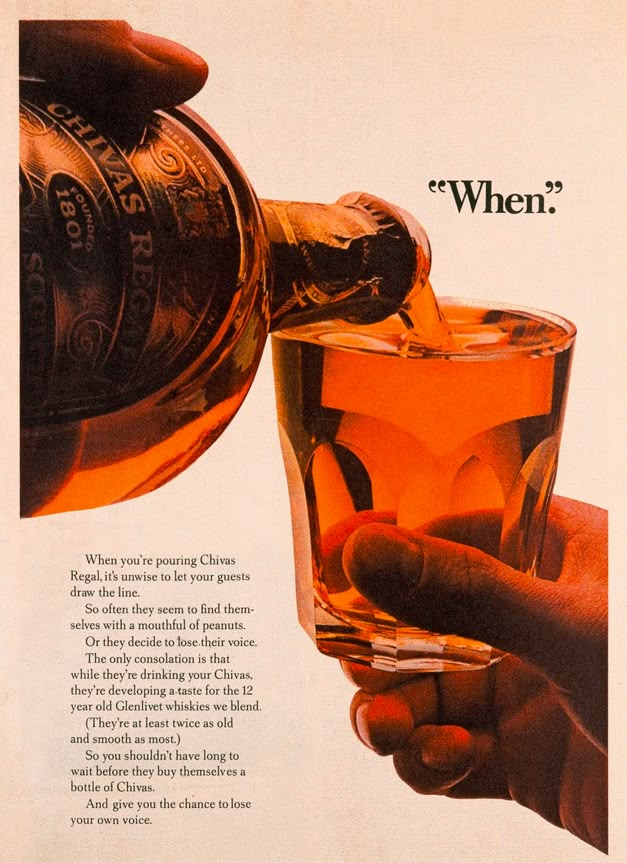 CHIVAS REGAL
FOUNDED
1801
"When."
When you're pouring Chivas
Regal, it's unwise to let your guests
draw the line.
So often they seem to find them-
selves with a mouthful of peanuts.
Or they decide to lose their voice.
The only consolation is that
while they're drinking your Chivas,
they're developing a taste for the 12
year old Glenlivet whiskies we blend.
(They're at least twice as old
and smooth as most.)
So you shouldn't have long to
wait before they buy themselves a
bottle of Chivas.
And give you the chance to lose
your own voice.